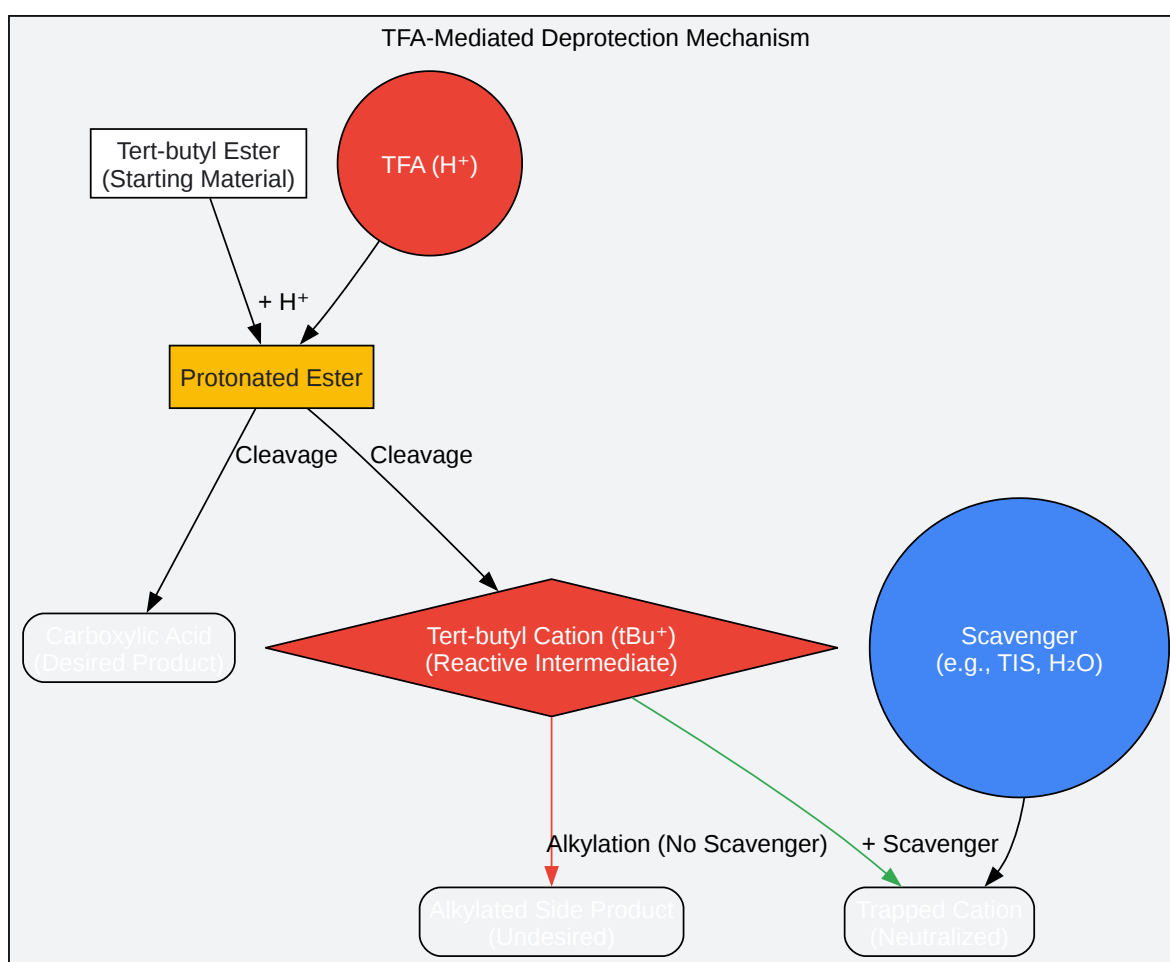 TFA-Mediated Deprotection Mechanism
Tert-butyl Ester
(Starting Material)
TFA (H⁺)
+ H⁺
Protonated Ester
Cleavage
Cleavage
Carboxylic Acid
(Desired Product)
Tert-butyl Cation (tBu⁺)
(Reactive Intermediate)
Scavenger
(e.g., TIS, H₂O)
Alkylation (No Scavenger)
+ Scavenger
Alkylated Side Product
(Undesired)
Trapped Cation
(Neutralized)